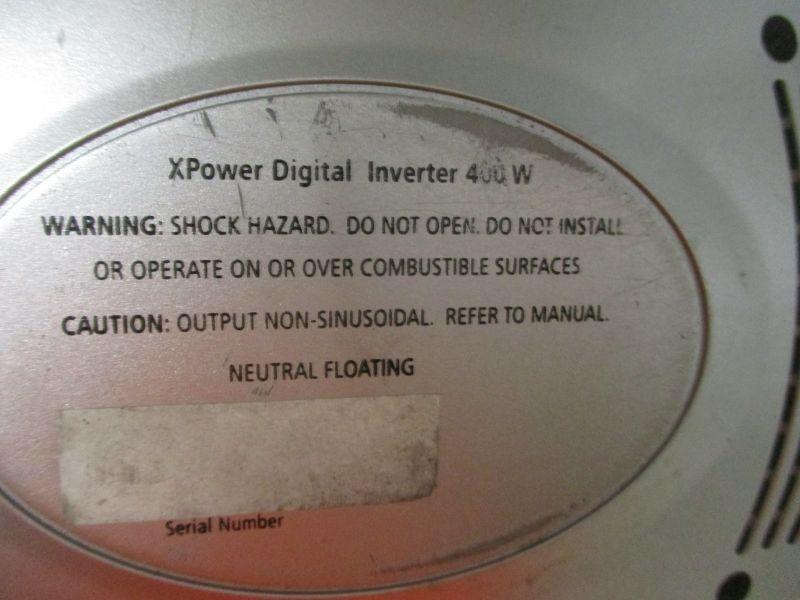 XPower Digital Inverter 400 W
WARNING: SHOCK HAZARD. DO NOT OPEN. DO NOT INSTALL
OR OPERATE ON OR OVER COMBUSTIBLE SURFACES
CAUTION: OUTPUT NON-SINUSOIDAL. REFER TO MANUAL.
NEUTRAL FLOATING
Serial Number